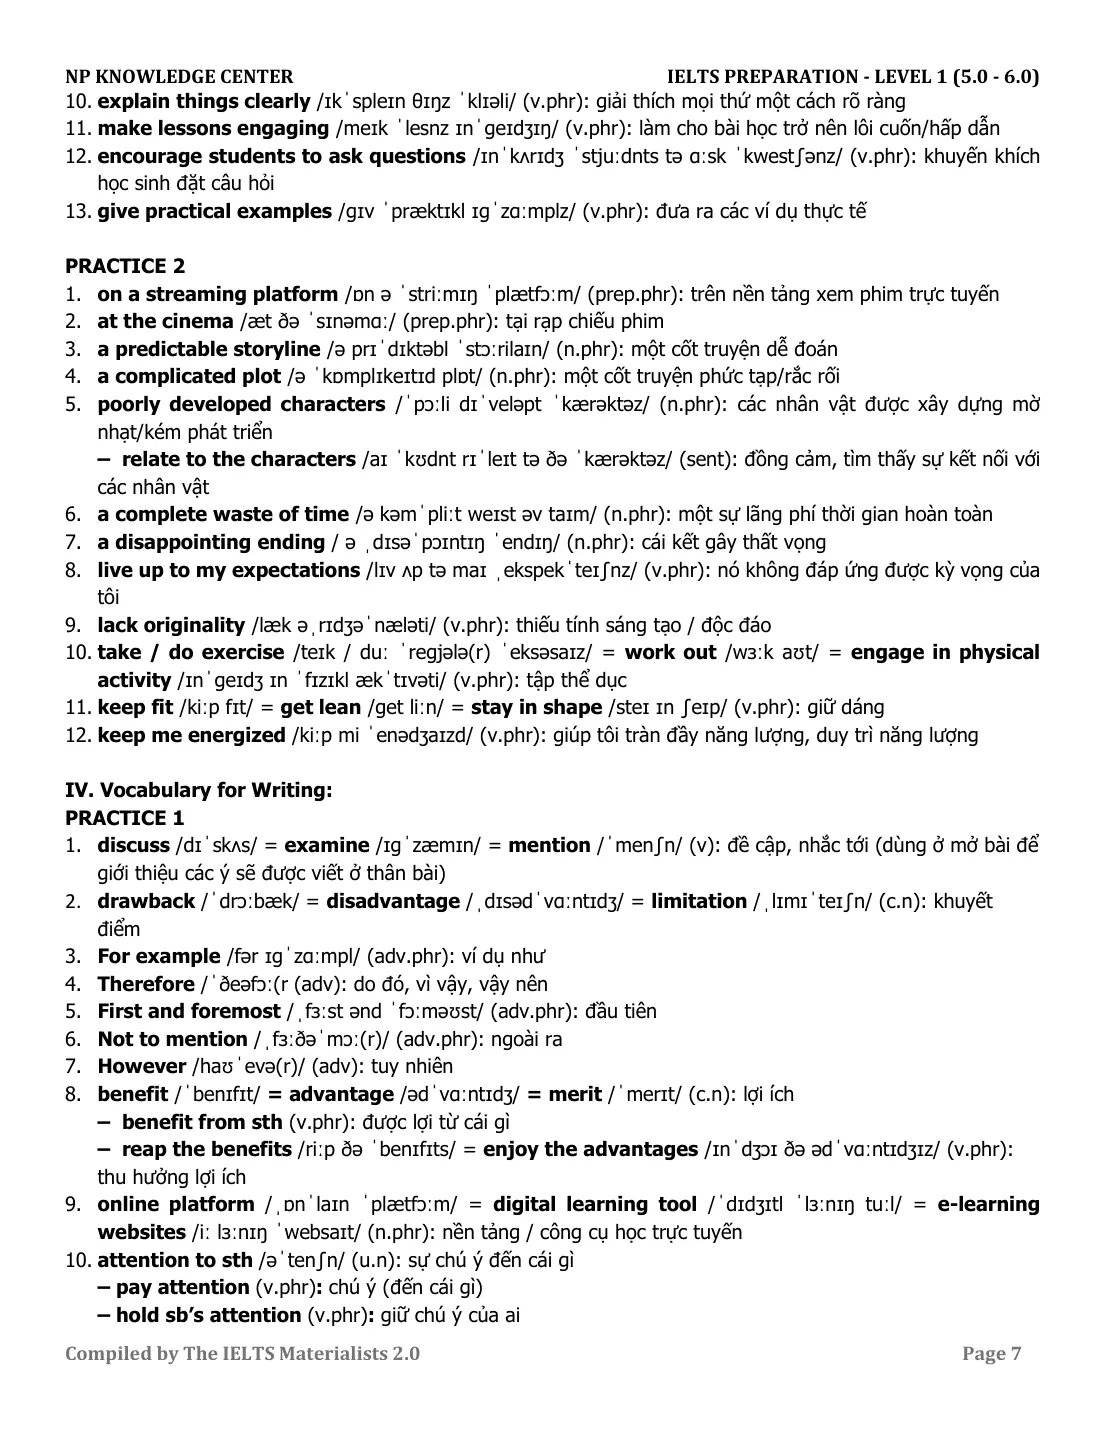 NP KNOWLEDGE CENTER IELTS PREPARATION - LEVEL 1 (5.0 - 6.0)
10. explain things clearly /ɪkˈspleɪn θɪŋz ˈklɪəli/ (v.phr): giải thích mọi thứ một cách rõ ràng
11. make lessons engaging /meɪk ˈlesnz ɪnˈɡeɪdʒɪŋ/ (v.phr): làm cho bài học trở nên lôi cuốn/hấp dẫn
12. encourage students to ask questions /ɪnˈkʌrɪdʒ ˈstjuːdnts tə ɑːsk ˈkwestʃənz/ (v.phr): khuyến khích
học sinh đặt câu hỏi
13. give practical examples /ɡɪv ˈpræktɪkl ɪɡˈzɑːmplz/ (v.phr): đưa ra các ví dụ thực tế
PRACTICE 2
1. on a streaming platform /ɒn ə ˈstriːmɪŋ ˈplætfɔːm/ (prep.phr): trên nền tảng xem phim trực tuyến
2. at the cinema /æt ðə ˈsɪnəmɑː/ (prep.phr): tại rạp chiếu phim
3. a predictable storyline /ə prɪˈdɪktəbl ˈstɔːrilaɪn/ (n.phr): một cốt truyện dễ đoán
4. a complicated plot /ə ˈkɒmplɪkeɪtɪd plɒt/ (n.phr): một cốt truyện phức tạp/rắc rối
5. poorly developed characters /ˈpɔːli dɪˈveləpt ˈkærəktəz/ (n.phr): các nhân vật được xây dựng mờ
nhạt/kém phát triển
– relate to the characters /aɪ ˈkʊdnt rɪˈleɪt tə ðə ˈkærəktəz/ (sent): đồng cảm, tìm thấy sự kết nối với
các nhân vật
6. a complete waste of time /ə kəmˈpliːt weɪst əv taɪm/ (n.phr): một sự lãng phí thời gian hoàn toàn
7. a disappointing ending / ə ˌdɪsəˈpɔɪntɪŋ ˈendɪŋ/ (n.phr): cái kết gây thất vọng
8. live up to my expectations /lɪv ʌp tə maɪ ˌekspekˈteɪʃnz/ (v.phr): nó không đáp ứng được kỳ vọng của
tôi
9. lack originality /læk əˌrɪdʒəˈnæləti/ (v.phr): thiếu tính sáng tạo / độc đáo
10. take / do exercise /teɪk / duː ˈreɡjələ(r) ˈeksəsaɪz/ = work out /wɜːk aʊt/ = engage in physical
activity /ɪnˈɡeɪdʒ ɪn ˈfɪzɪkl ækˈtɪvəti/ (v.phr): tập thể dục
11. keep fit /kiːp fɪt/ = get lean /ɡet liːn/ = stay in shape /steɪ ɪn ʃeɪp/ (v.phr): giữ dáng
12. keep me energized /kiːp mi ˈenədʒaɪzd/ (v.phr): giúp tôi tràn đầy năng lượng, duy trì năng lượng
IV. Vocabulary for Writing:
PRACTICE 1
1. discuss /dɪˈskʌs/ = examine /ɪɡˈzæmɪn/ = mention /ˈmenʃn/ (v): đề cập, nhắc tới (dùng ở mở bài để
giới thiệu các ý sẽ được viết ở thân bài)
2. drawback /ˈdrɔːbæk/ = disadvantage /ˌdɪsədˈvɑːntɪdʒ/ = limitation /ˌlɪmɪˈteɪʃn/ (c.n): khuyết
điểm
3. For example /fər ɪɡˈzɑːmpl/ (adv.phr): ví dụ như
4. Therefore /ˈðeəfɔː(r (adv): do đó, vì vậy, vậy nên
5. First and foremost /ˌfɜːst ənd ˈfɔːməʊst/ (adv.phr): đầu tiên
6. Not to mention /ˌfɜːðəˈmɔː(r)/ (adv.phr): ngoài ra
7. However /haʊˈevə(r)/ (adv): tuy nhiên
8. benefit /ˈbenɪfɪt/ = advantage /ədˈvɑːntɪdʒ/ = merit /ˈmerɪt/ (c.n): lợi ích
– benefit from sth (v.phr): được lợi từ cái gì
– reap the benefits /riːp ðə ˈbenɪfɪts/ = enjoy the advantages /ɪnˈdʒɔɪ ðə ədˈvɑːntɪdʒɪz/ (v.phr):
thu hưởng lợi ích
9. online platform /ˌɒnˈlaɪn ˈplætfɔːm/ = digital learning tool /ˈdɪdʒɪtl ˈlɜːnɪŋ tuːl/ = e-learning
websites /iː lɜːnɪŋ ˈwebsaɪt/ (n.phr): nền tảng / công cụ học trực tuyến
10. attention to sth /əˈtenʃn/ (u.n): sự chú ý đến cái gì
– pay attention (v.phr): chú ý (đến cái gì)
– hold sb’s attention (v.phr): giữ chú ý của ai
Compiled by The IELTS Materialists 2.0 Page 7